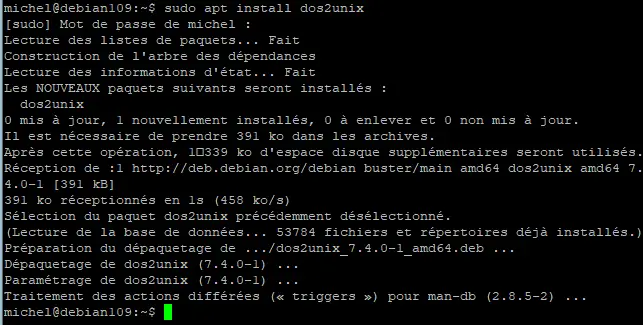 michel@debian109:~$ sudo apt install dos2unix
[sudo] Mot de passe de michel :
Lecture des listes de paquets... Fait
Construction de l'arbre des dépendances
Lecture des informations d'état... Fait
Les NOUVEAUX paquets suivants seront installés :
  dos2unix
0 mis à jour, 1 nouvellement installés, 0 à enlever et 0 non mis à jour.
Il est nécessaire de prendre 391 ko dans les archives.
Après cette opération, 1□339 ko d'espace disque supplémentaires seront utilisés.
Réception de :1 http://deb.debian.org/debian buster/main amd64 dos2unix amd64 7.
4.0-1 [391 kB]
391 ko réceptionnés en 1s (458 ko/s)
Sélection du paquet dos2unix précédemment désélectionné.
(Lecture de la base de données... 53784 fichiers et répertoires déjà installés.)
Préparation du dépaquetage de .../dos2unix_7.4.0-1_amd64.deb ...
Dépaquetage de dos2unix (7.4.0-1) ...
Paramétrage de dos2unix (7.4.0-1) ...
Traitement des actions différées (« triggers ») pour man-db (2.8.5-2) ...
michel@debian109:~$